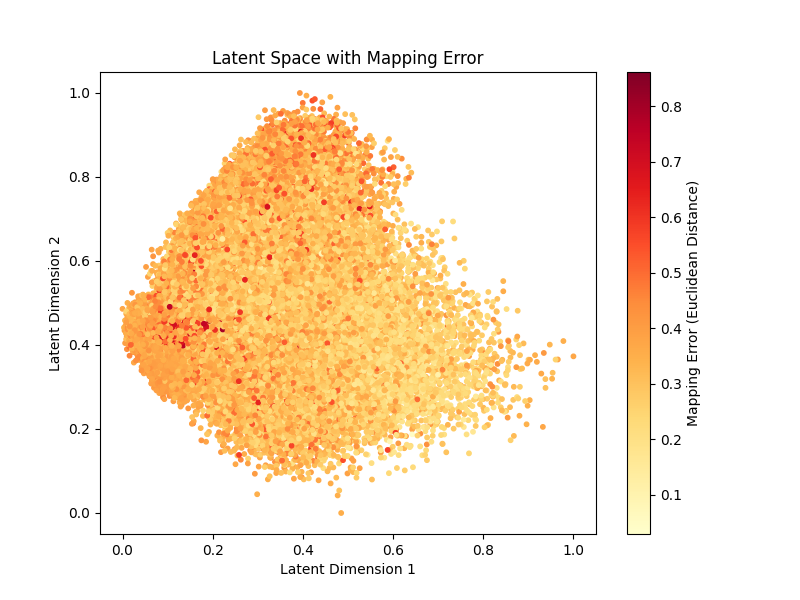 Latent Space with Mapping Error
1.0
0.8
0.6
0.4
0.2
0.0
Latent Dimension 2
0.0 0.2 0.4 0.6 0.8 1.0
Latent Dimension 1
0.8
0.7
0.6
0.5
0.4
0.3
0.2
0.1
Mapping Error (Euclidean Distance)